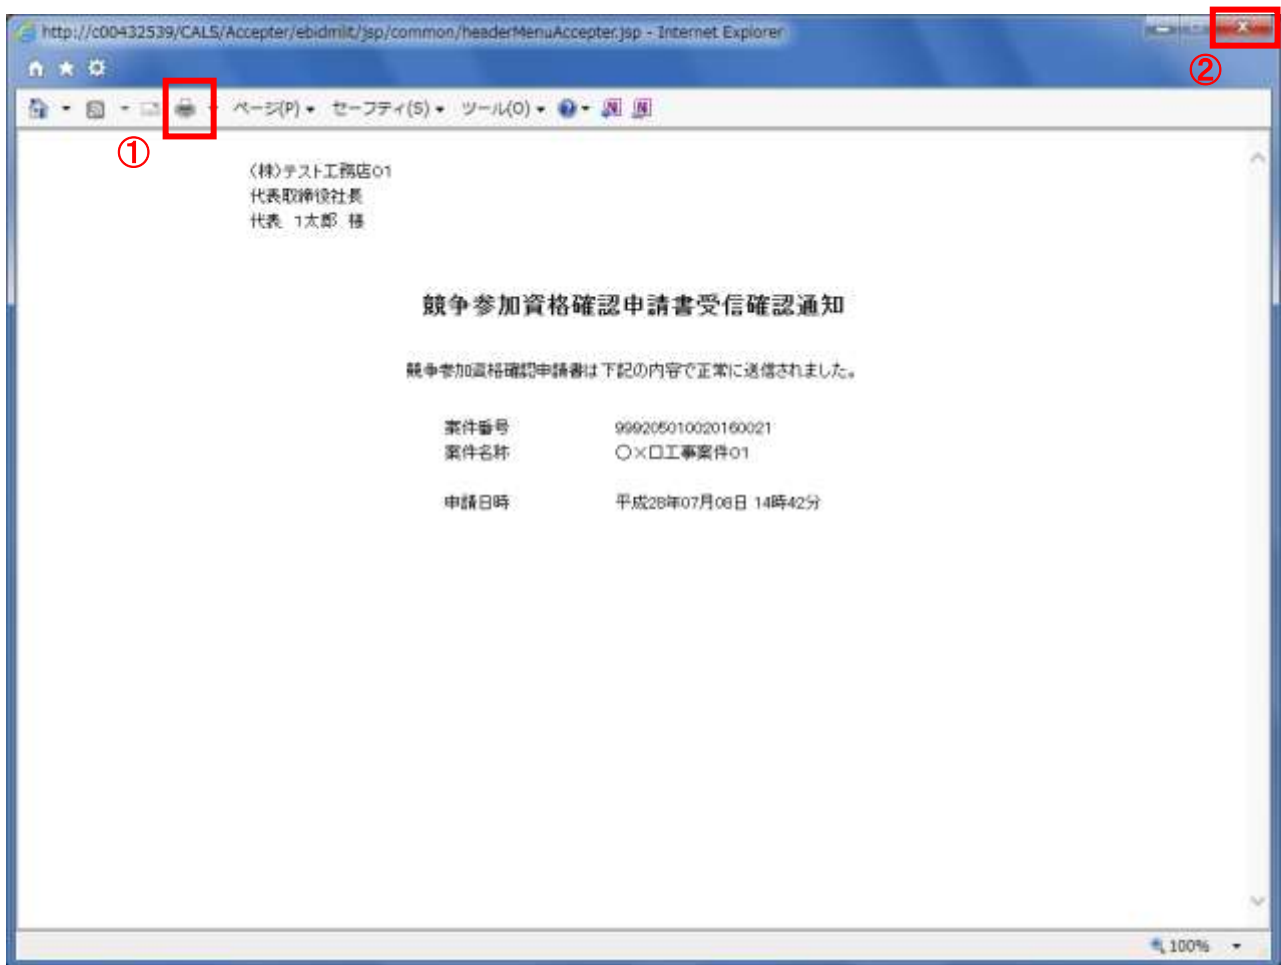 http://c00432539/CALS/Accepter/ebidmlit/jsp/common/headerMenuAccepter.jsp - Internet Explorer
②
ページ(P) セーフティ(S) ツール(O)
①
(株)テスト工務店01
代表取締役社長
代表 1太郎 様
競争参加資格確認申請書受信確認通知
競争参加資格確認申請書は下記の内容で正常に送信されました。
案件番号 999205010020160021
案件名称 〇×口工事案件01
申請日時 平成28年07月08日 14時42分
100%